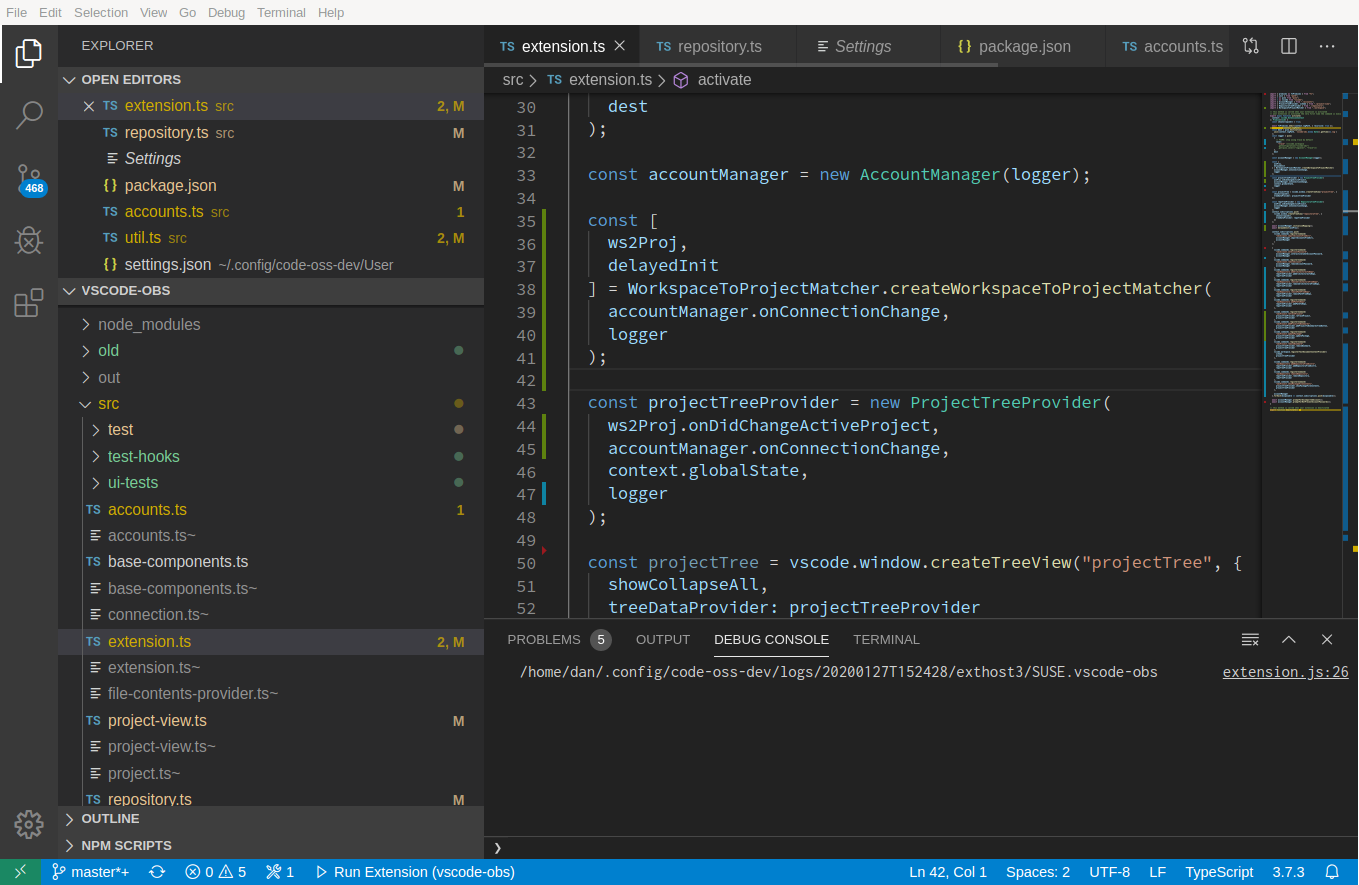 File Edit Selection View Go Debug Terminal Help
EXPLORER
OPEN EDITORS
TS extension.ts src 2, M
TS repository.ts src M
Settings
{} package.json M
TS accounts.ts src 1
TS util.ts src 2, M
{} settings.json ~/.config/code-oss-dev/User
VSCODE-OBS
node_modules
old
out
src
test
test-hooks
ui-tests
TS accounts.ts 1
accounts.ts~
TS base-components.ts
base-components.ts~
connection.ts~
TS extension.ts 2, M
extension.ts~
file-contents-provider.ts~
TS project-view.ts M
project-view.ts~
project.ts~
TS repository.ts M
OUTLINE
NPM SCRIPTS
468
TS extension.ts
TS repository.ts
Settings
{} package.json
TS accounts.ts
src > TS extension.ts > activate
30 dest
31 );
32
33 const accountManager = new AccountManager(logger);
34
35 const [
36 ws2Proj,
37 delayedInit
38 ] = WorkspaceToProjectMatcher.createWorkspaceToProjectMatcher(
39 accountManager.onConnectionChange,
40 logger
41 );
42
43 const projectTreeProvider = new ProjectTreeProvider(
44 ws2Proj.onDidChangeActiveProject,
45 accountManager.onConnectionChange,
46 context.globalState,
47 logger
48 );
49
50 const projectTree = vscode.window.createTreeView("projectTree", {
51 showCollapseAll,
52 treeDataProvider: projectTreeProvider
PROBLEMS 5 OUTPUT DEBUG CONSOLE TERMINAL
/home/dan/.config/code-oss-dev/logs/20200127T152428/exthost3/SUSE.vscode-obs extension.js:26
master*+ 0 5 1 Run Extension (vscode-obs) Ln 42, Col 1 Spaces: 2 UTF-8 LF TypeScript 3.7.3